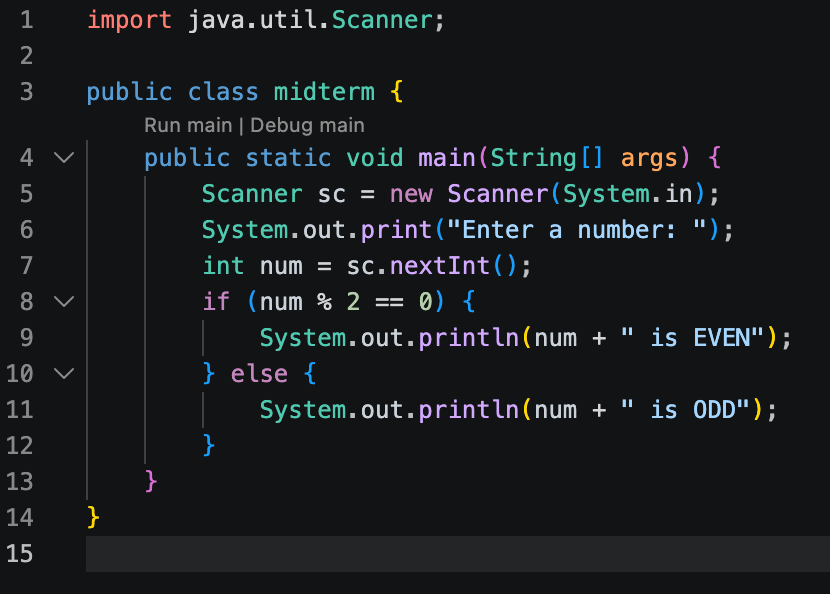 1 import java.util.Scanner;
2
3 public class midterm {
Run main | Debug main
4 public static void main(String[] args) {
5 Scanner sc = new Scanner(System.in);
6 System.out.print("Enter a number: ");
7 int num = sc.nextInt();
8 if (num % 2 == 0) {
9 System.out.println(num + " is EVEN");
10 } else {
11 System.out.println(num + " is ODD");
12 }
13 }
14 }
15